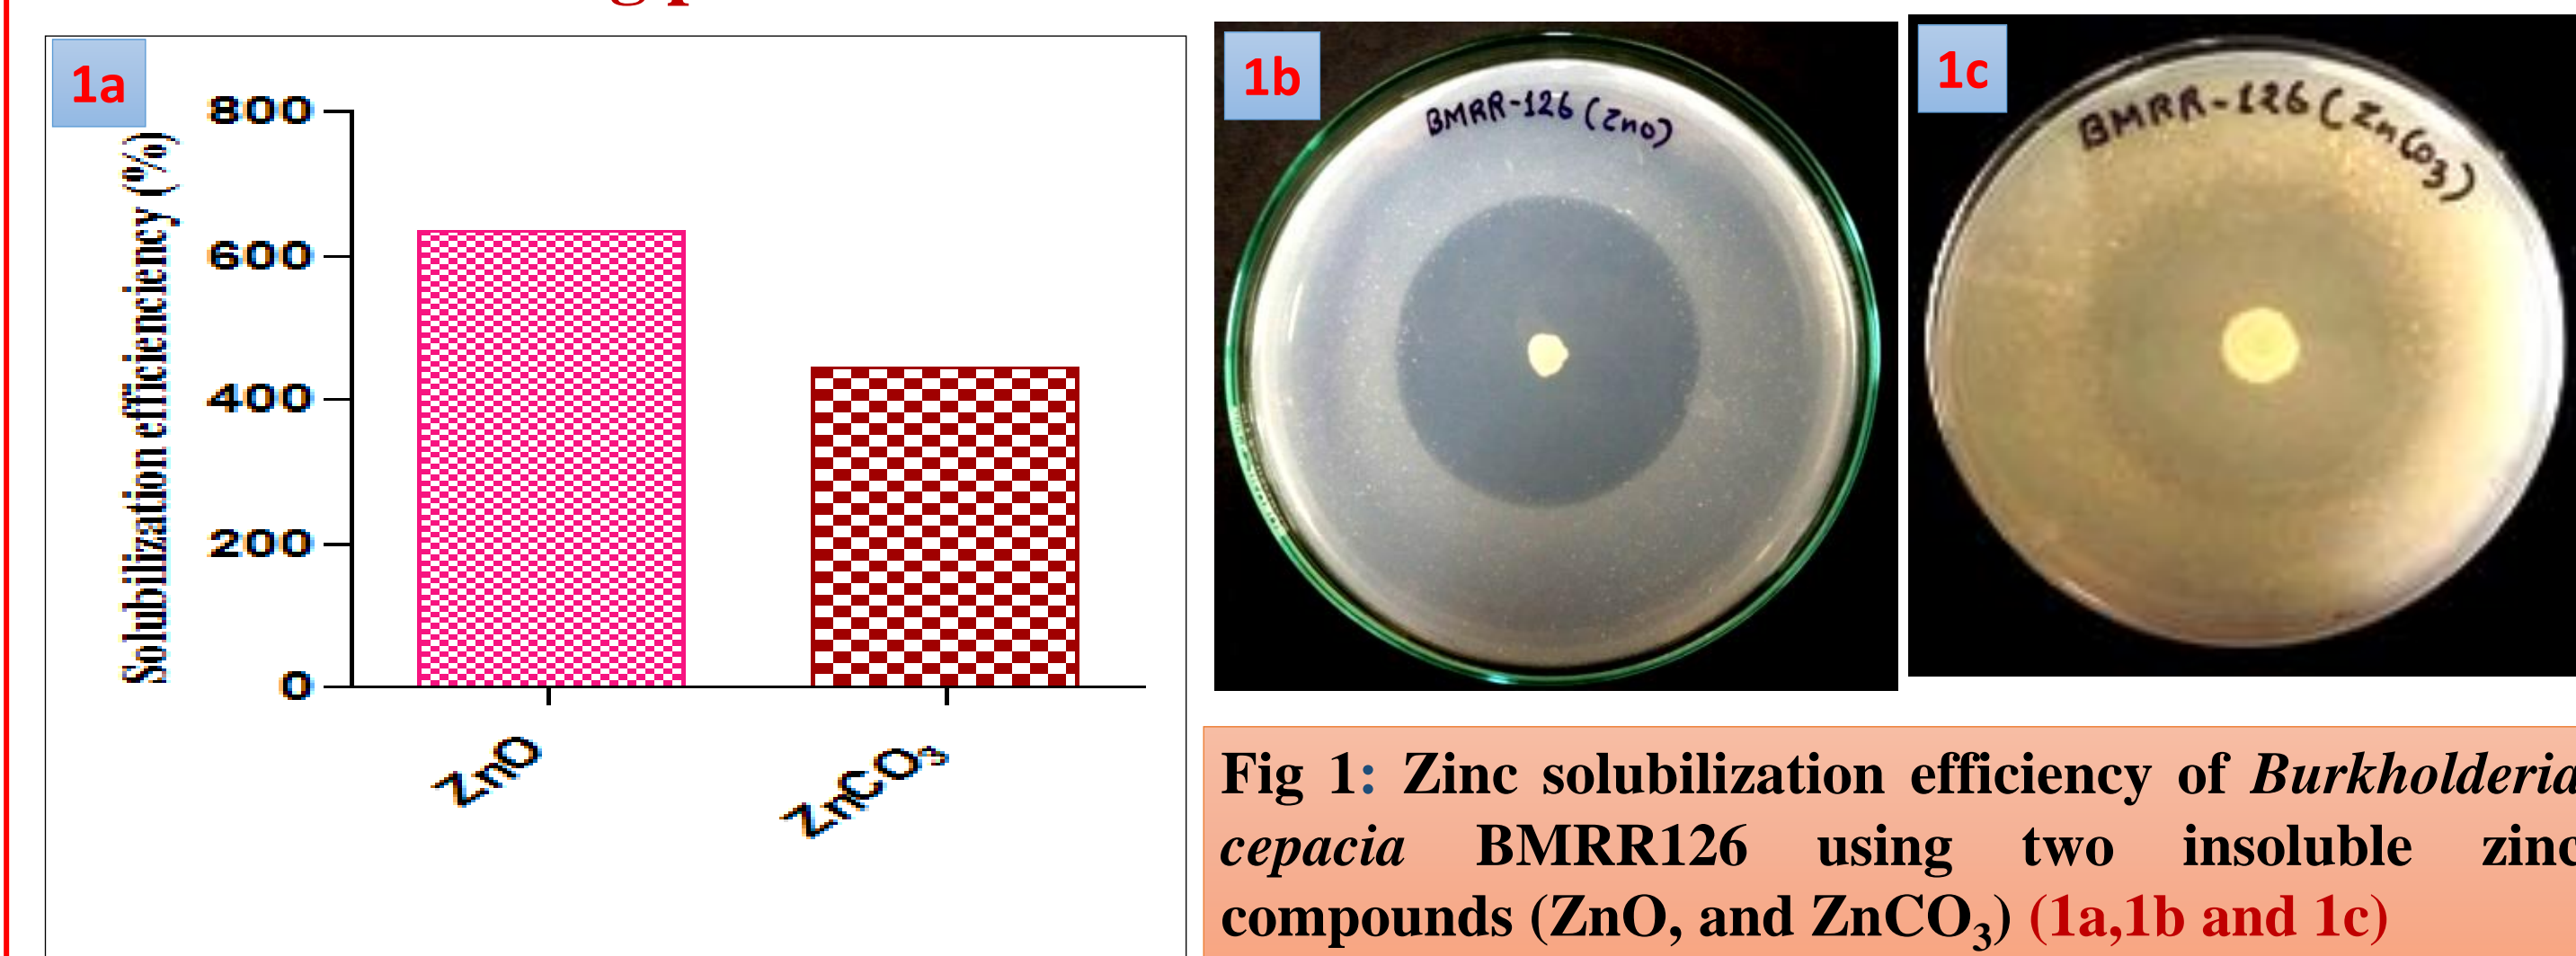 1a
800
600
400
200
0
Solubilization efficienciency (%)
ZnO
ZnCO₃
1b
BMRR-126 (ZnO)
1c
BMRR-126 (ZnCO₃)
Fig 1: Zinc solubilization efficiency of Burkholderia
cepacia BMRR126 using two insoluble zinc
compounds (ZnO, and ZnCO₃) (1a,1b and 1c)